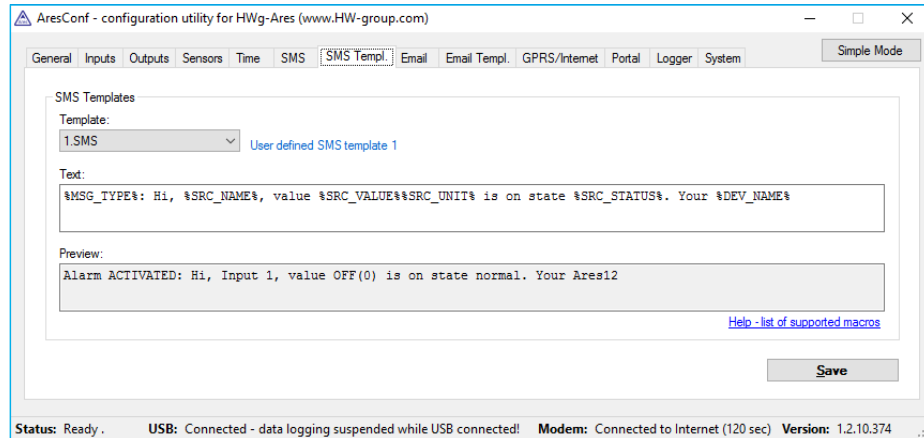 AresConf - configuration utility for HWg-Ares (www.HW-group.com)
General Inputs Outputs Sensors Time SMS SMS Templ. Email Email Templ. GPRS/Internet Portal Logger System Simple Mode
SMS Templates
Template:
1.SMS User defined SMS template 1
Text:
%MSG_TYPE%: Hi, %SRC_NAME%, value %SRC_VALUE%%SRC_UNIT% is on state %SRC_STATUS%. Your %DEV_NAME%
Preview:
Alarm ACTIVATED: Hi, Input 1, value OFF(0) is on state normal. Your Ares12
Help - list of supported macros
Save
Status: Ready . USB: Connected - data logging suspended while USB connected! Modem: Connected to Internet (120 sec) Version: 1.2.10.374